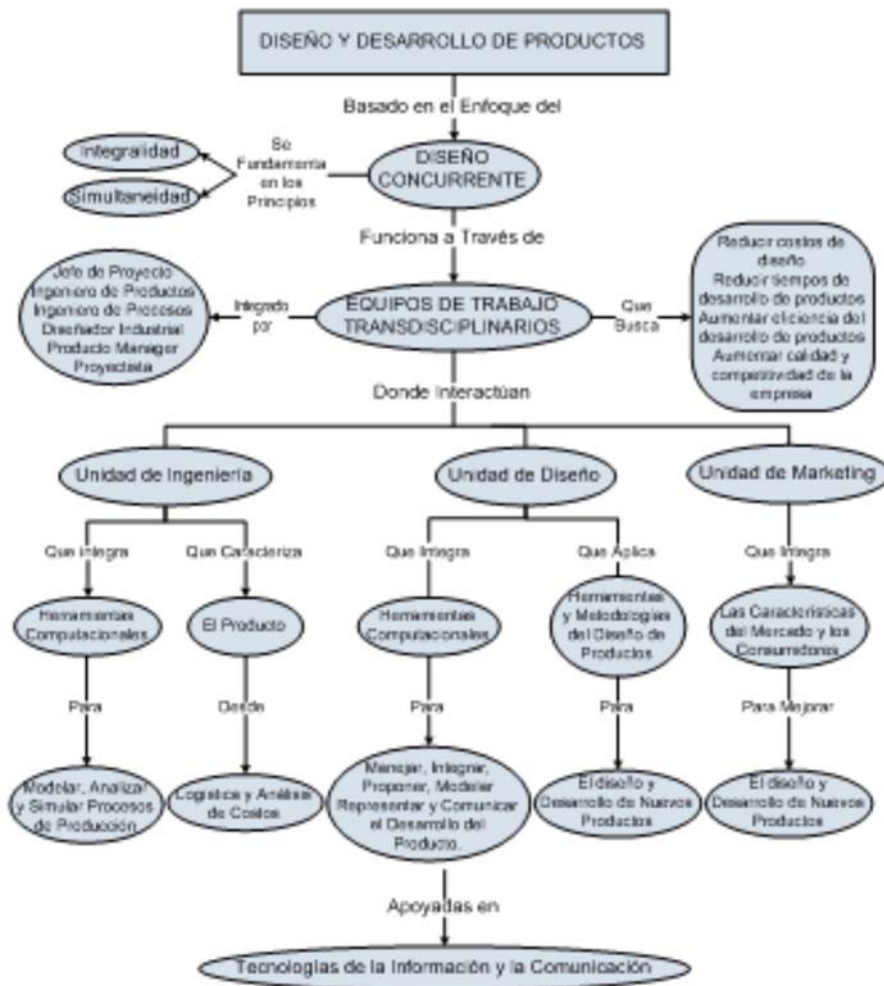 DISEÑO Y DESARROLLO DE PRODUCTOS
Basado en el Enfoque del
Integralidad
Simultaneidad
Se
Fundamenta
en los
Principios
DISEÑO
CONCURRENTE
Funciona a Través de
Jefe de Proyecto
Ingeniero de Productos
Ingeniero de Procesos
Diseñador Industrial
Producto Manager
Proyectista
Integrado
por
EQUIPOS DE TRABAJO
TRANSDISCIPLINARIOS
Que
Busca
Reducir costos de
diseño
Reducir tiempos de
desarrollo de productos
Aumentar eficiencia del
desarrollo de productos
Aumentar calidad y
competitividad de la
empresa
Donde Interactúan
Unidad de Ingeniería
Unidad de Diseño
Unidad de Marketing
Que integra
Que Caracteriza
Que Integra
Que Aplica
Que Integra
Herramientas
Computacionales
El Producto
Herramientas
Computacionales
Herramientas
y Metodologías
del Diseño de
Productos
Las Características
del Mercado y los
Consumidores
Para
Desde
Para
Para
Para Mejorar
Modelar, Analizar
y Simular Procesos
de Producción
Logística y Análisis
de Costos
Manejar, Integrar,
Proponer, Modelar
Representar y Comunicar
el Desarrollo del
Producto.
El diseño y
Desarrollo de Nuevos
Productos
El diseño y
Desarrollo de Nuevos
Productos
Apoyadas en
Tecnologías de la Información y la Comunicación